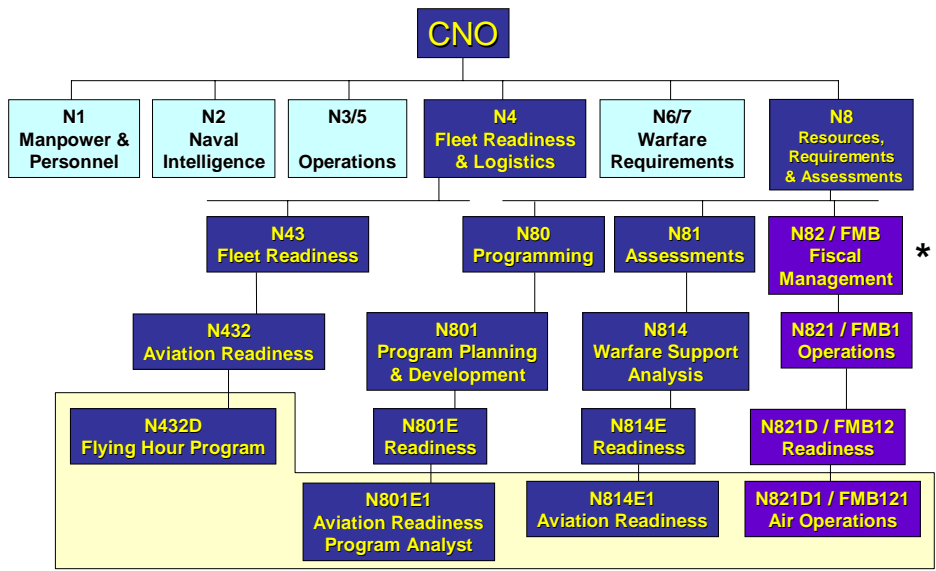 CNO
N1
Manpower &
Personnel
N2
Naval
Intelligence
N3/5
Operations
N4
Fleet Readiness
& Logistics
N6/7
Warfare
Requirements
N8
Resources,
Requirements
& Assessments
N43
Fleet Readiness
N80
Programming
N81
Assessments
N82 / FMB
Fiscal
Management
*
N432
Aviation Readiness
N801
Program Planning
& Development
N814
Warfare Support
Analysis
N821 / FMB1
Operations
N432D
Flying Hour Program
N801E
Readiness
N814E
Readiness
N821D / FMB12
Readiness
N801E1
Aviation Readiness
Program Analyst
N814E1
Aviation Readiness
N821D1 / FMB121
Air Operations